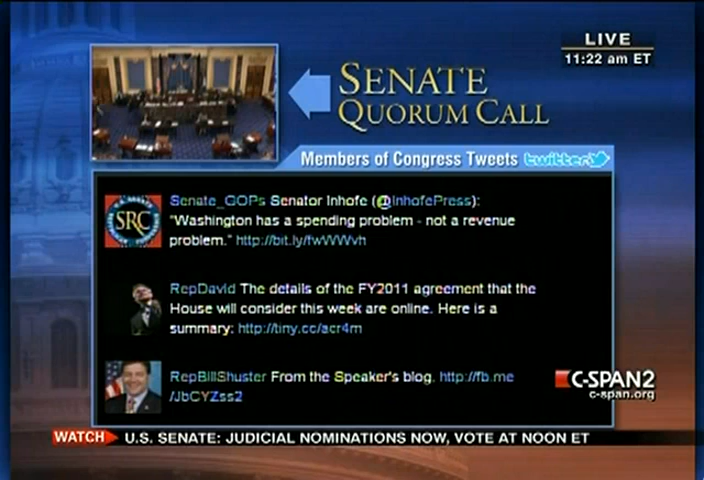 LIVE
11:22 am ET
SENATE
QUORUM CALL
Members of Congress Tweets twitter
SRC
Senate_GOPs Senator Inhofe (@InhofePress):
"Washington has a spending problem - not a revenue
problem." http://bit.ly/fwWWvh
RepDavid The details of the FY2011 agreement that the
House will consider this week are online. Here is a
summary: http://tiny.cc/acr4m
RepBillShuster From the Speaker's blog. http://fb.me
/JbCYZss2
C-SPAN2
c-span.org
WATCH U.S. SENATE: JUDICIAL NOMINATIONS NOW, VOTE AT NOON ET